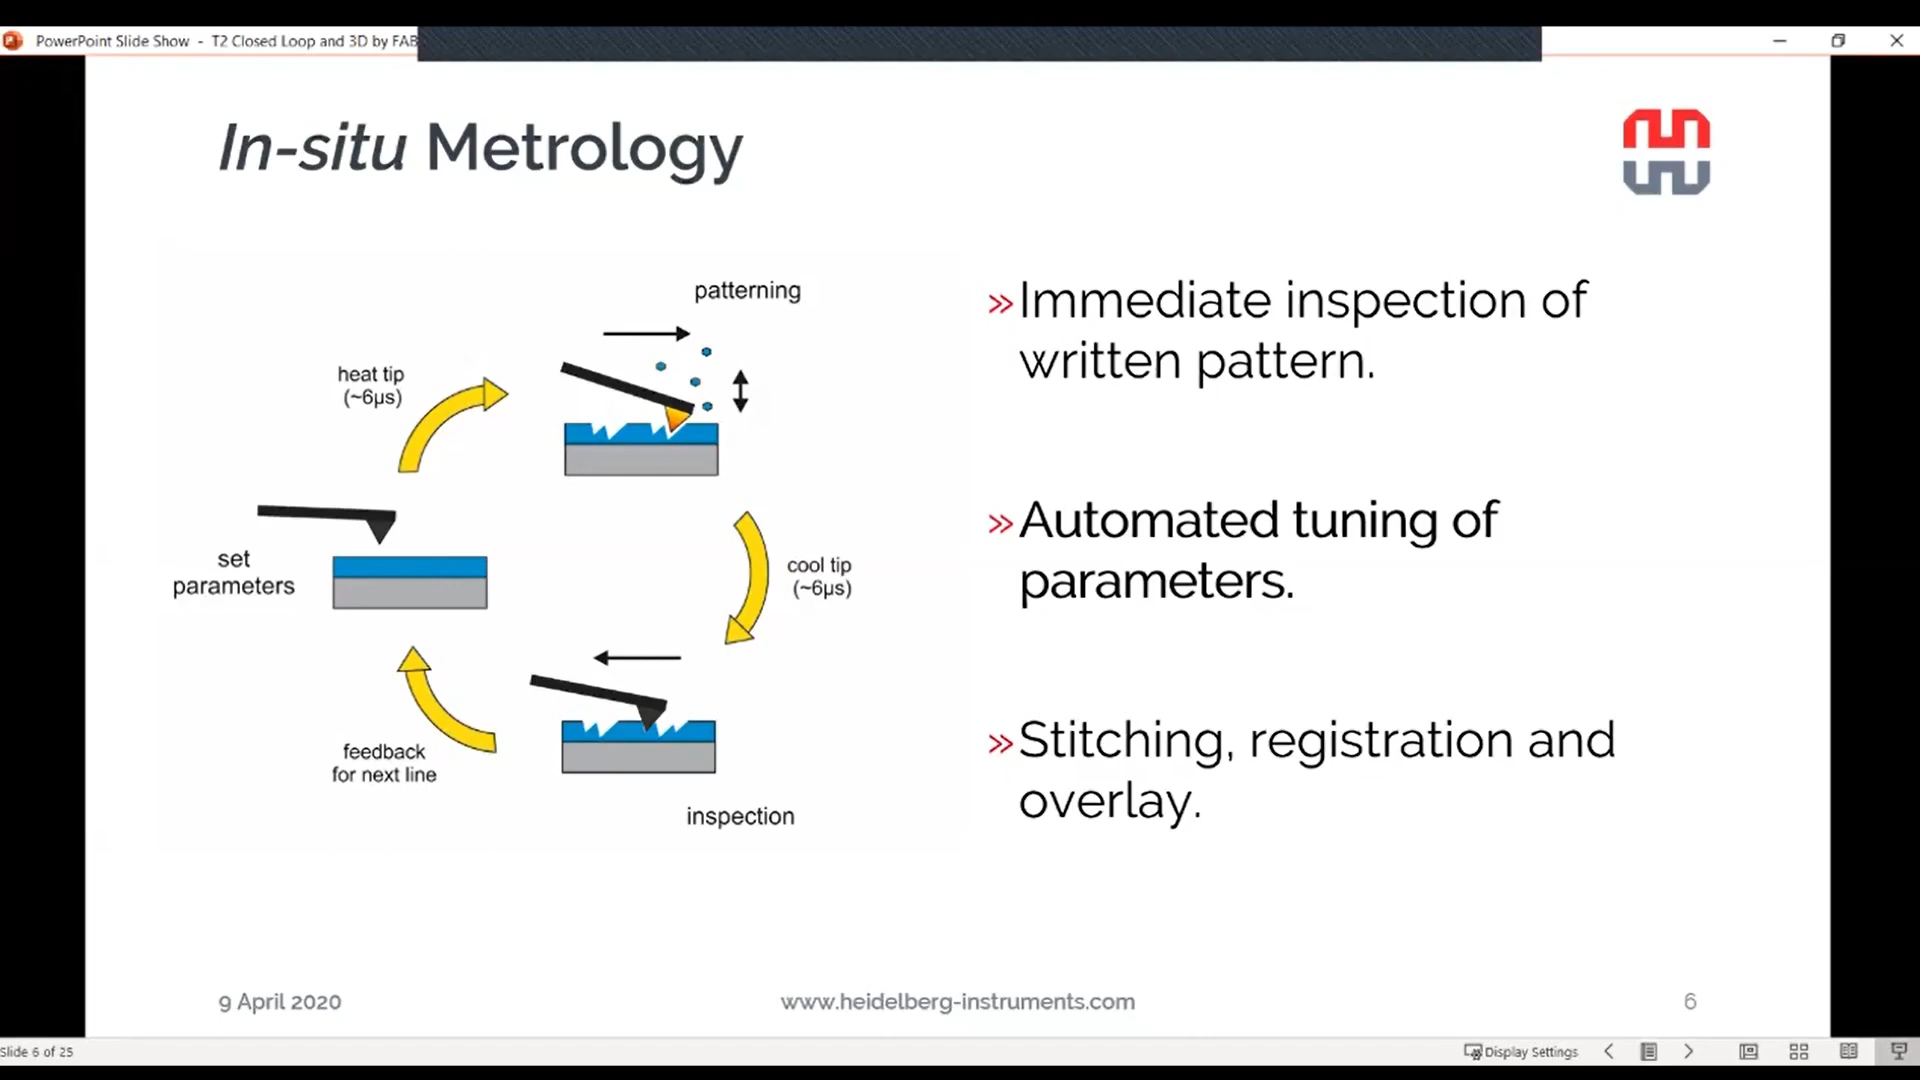 PowerPoint Slide Show - T2 Closed Loop and 3D by FAB
In-situ Metrology
patterning
heat tip
(~6µs)
set
parameters
cool tip
(~6µs)
feedback
for next line
inspection
»Immediate inspection of
written pattern.
»Automated tuning of
parameters.
»Stitching, registration and
overlay.
9 April 2020
www.heidelberg-instruments.com
6
Slide 6 of 25
Display Settings